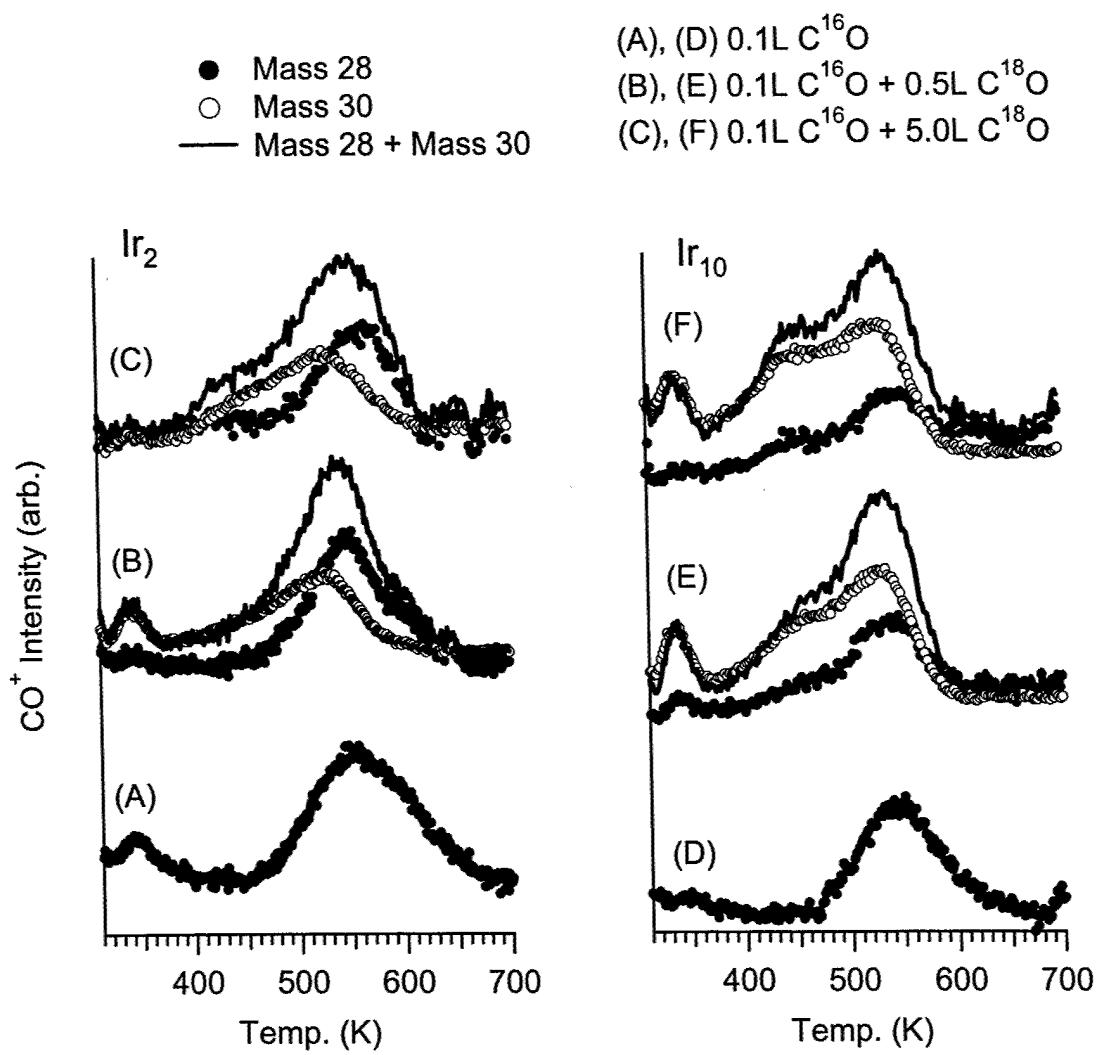 Mass 28
Mass 30
Mass 28 + Mass 30
(A), (D) 0.1L C¹⁶O
(B), (E) 0.1L C¹⁶O + 0.5L C¹⁸O
(C), (F) 0.1L C¹⁶O + 5.0L C¹⁸O
Ir₂
(C)
(B)
(A)
Ir₁₀
(F)
(E)
(D)
CO⁺ Intensity (arb.)
400 500 600 700
Temp. (K)
400 500 600 700
Temp. (K)